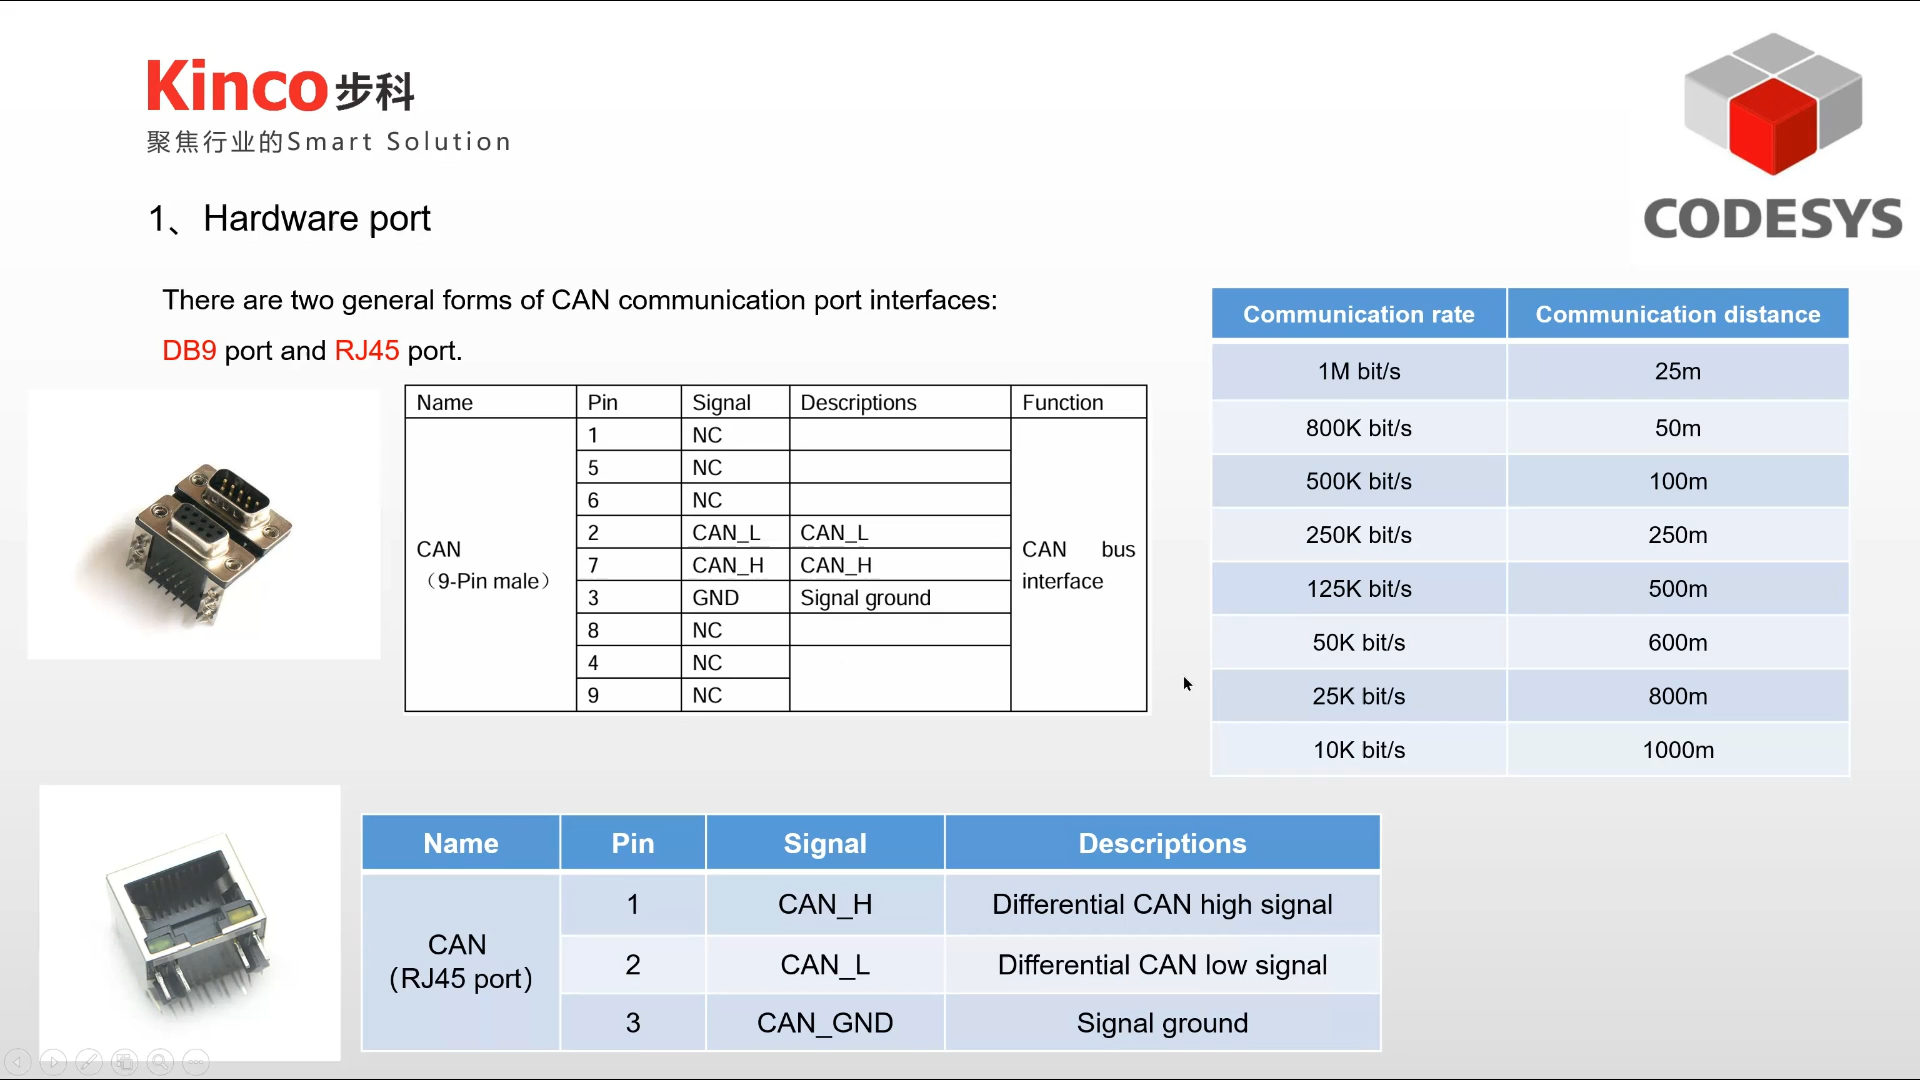 Kinco步科
聚焦行业的Smart Solution
CODESYS
1、Hardware port
There are two general forms of CAN communication port interfaces:
DB9 port and RJ45 port.
Name Pin Signal Descriptions Function
1 NC
5 NC
6 NC
2 CAN_L CAN_L
7 CAN_H CAN_H
3 GND Signal ground
8 NC
4 NC
9 NC
CAN
（9-Pin male）
CAN bus
interface
Communication rate Communication distance
1M bit/s 25m
800K bit/s 50m
500K bit/s 100m
250K bit/s 250m
125K bit/s 500m
50K bit/s 600m
25K bit/s 800m
10K bit/s 1000m
Name Pin Signal Descriptions
CAN
(RJ45 port)
1 CAN_H Differential CAN high signal
2 CAN_L Differential CAN low signal
3 CAN_GND Signal ground